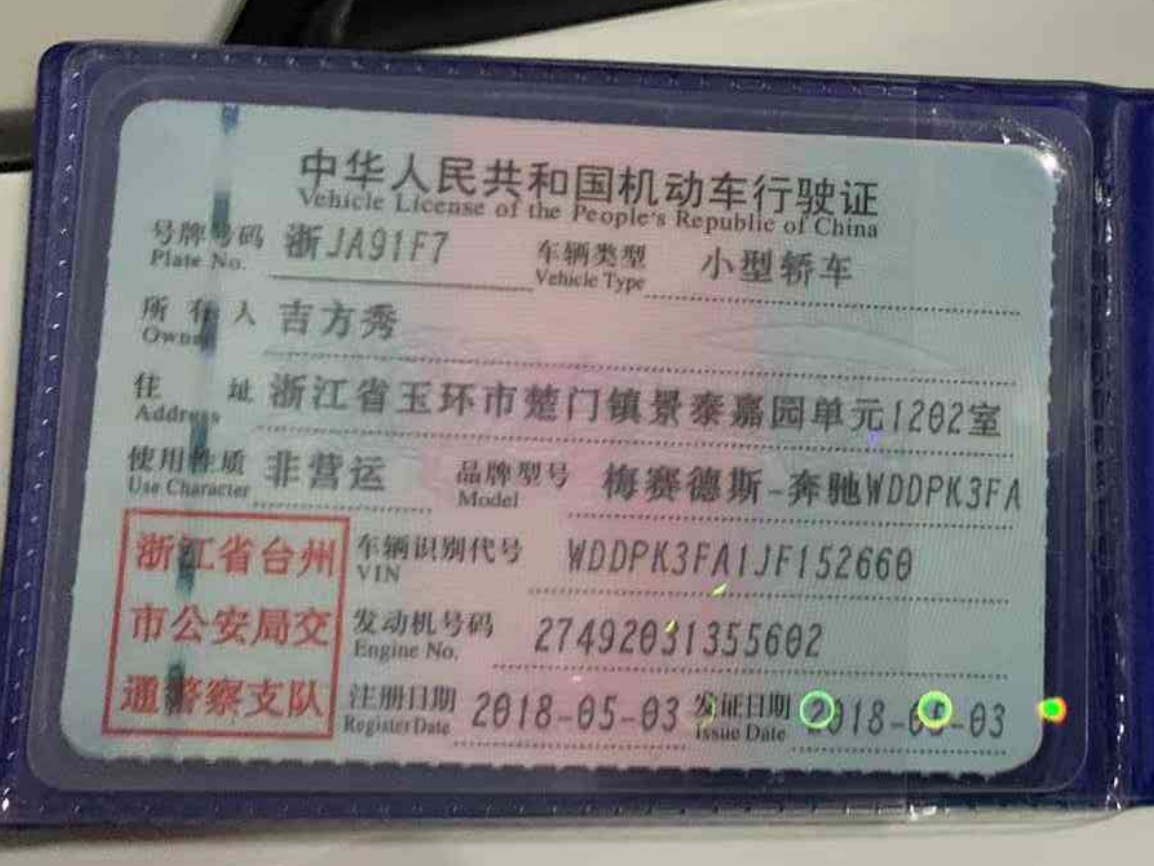 中华人民共和国机动车行驶证
Vehicle License of the People's Republic of China
号牌号码 浙JA91F7 车辆类型 小型轿车
Plate No. Vehicle Type
所有人 吉方秀
Owner
住址 浙江省玉环市楚门镇景泰嘉园单元1202室
Address
使用性质 非营运 品牌型号 梅赛德斯-奔驰WDDPK3FA
Use Character Model
浙江省台州
市公安局交
通警察支队
车辆识别代号 WDDPK3FA1JF152660
VIN
发动机号码 27492031355602
Engine No.
注册日期 2018-05-03 发证日期 2018-05-03
Register Date Issue Date